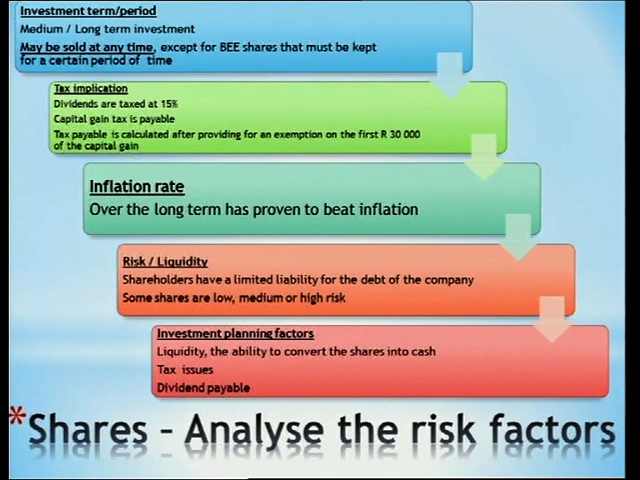 Investment term/period
Medium / Long term investment
May be sold at any time, except for BEE shares that must be kept
for a certain period of time
Tax implication
Dividends are taxed at 15%
Capital gain tax is payable
Tax payable is calculated after providing for an exemption on the first R 30 000
of the capital gain
Inflation rate
Over the long term has proven to beat inflation
Risk / Liquidity
Shareholders have a limited liability for the debt of the company
Some shares are low, medium or high risk
Investment planning factors
Liquidity, the ability to convert the shares into cash
Tax issues
Dividend payable
*Shares – Analyse the risk factors